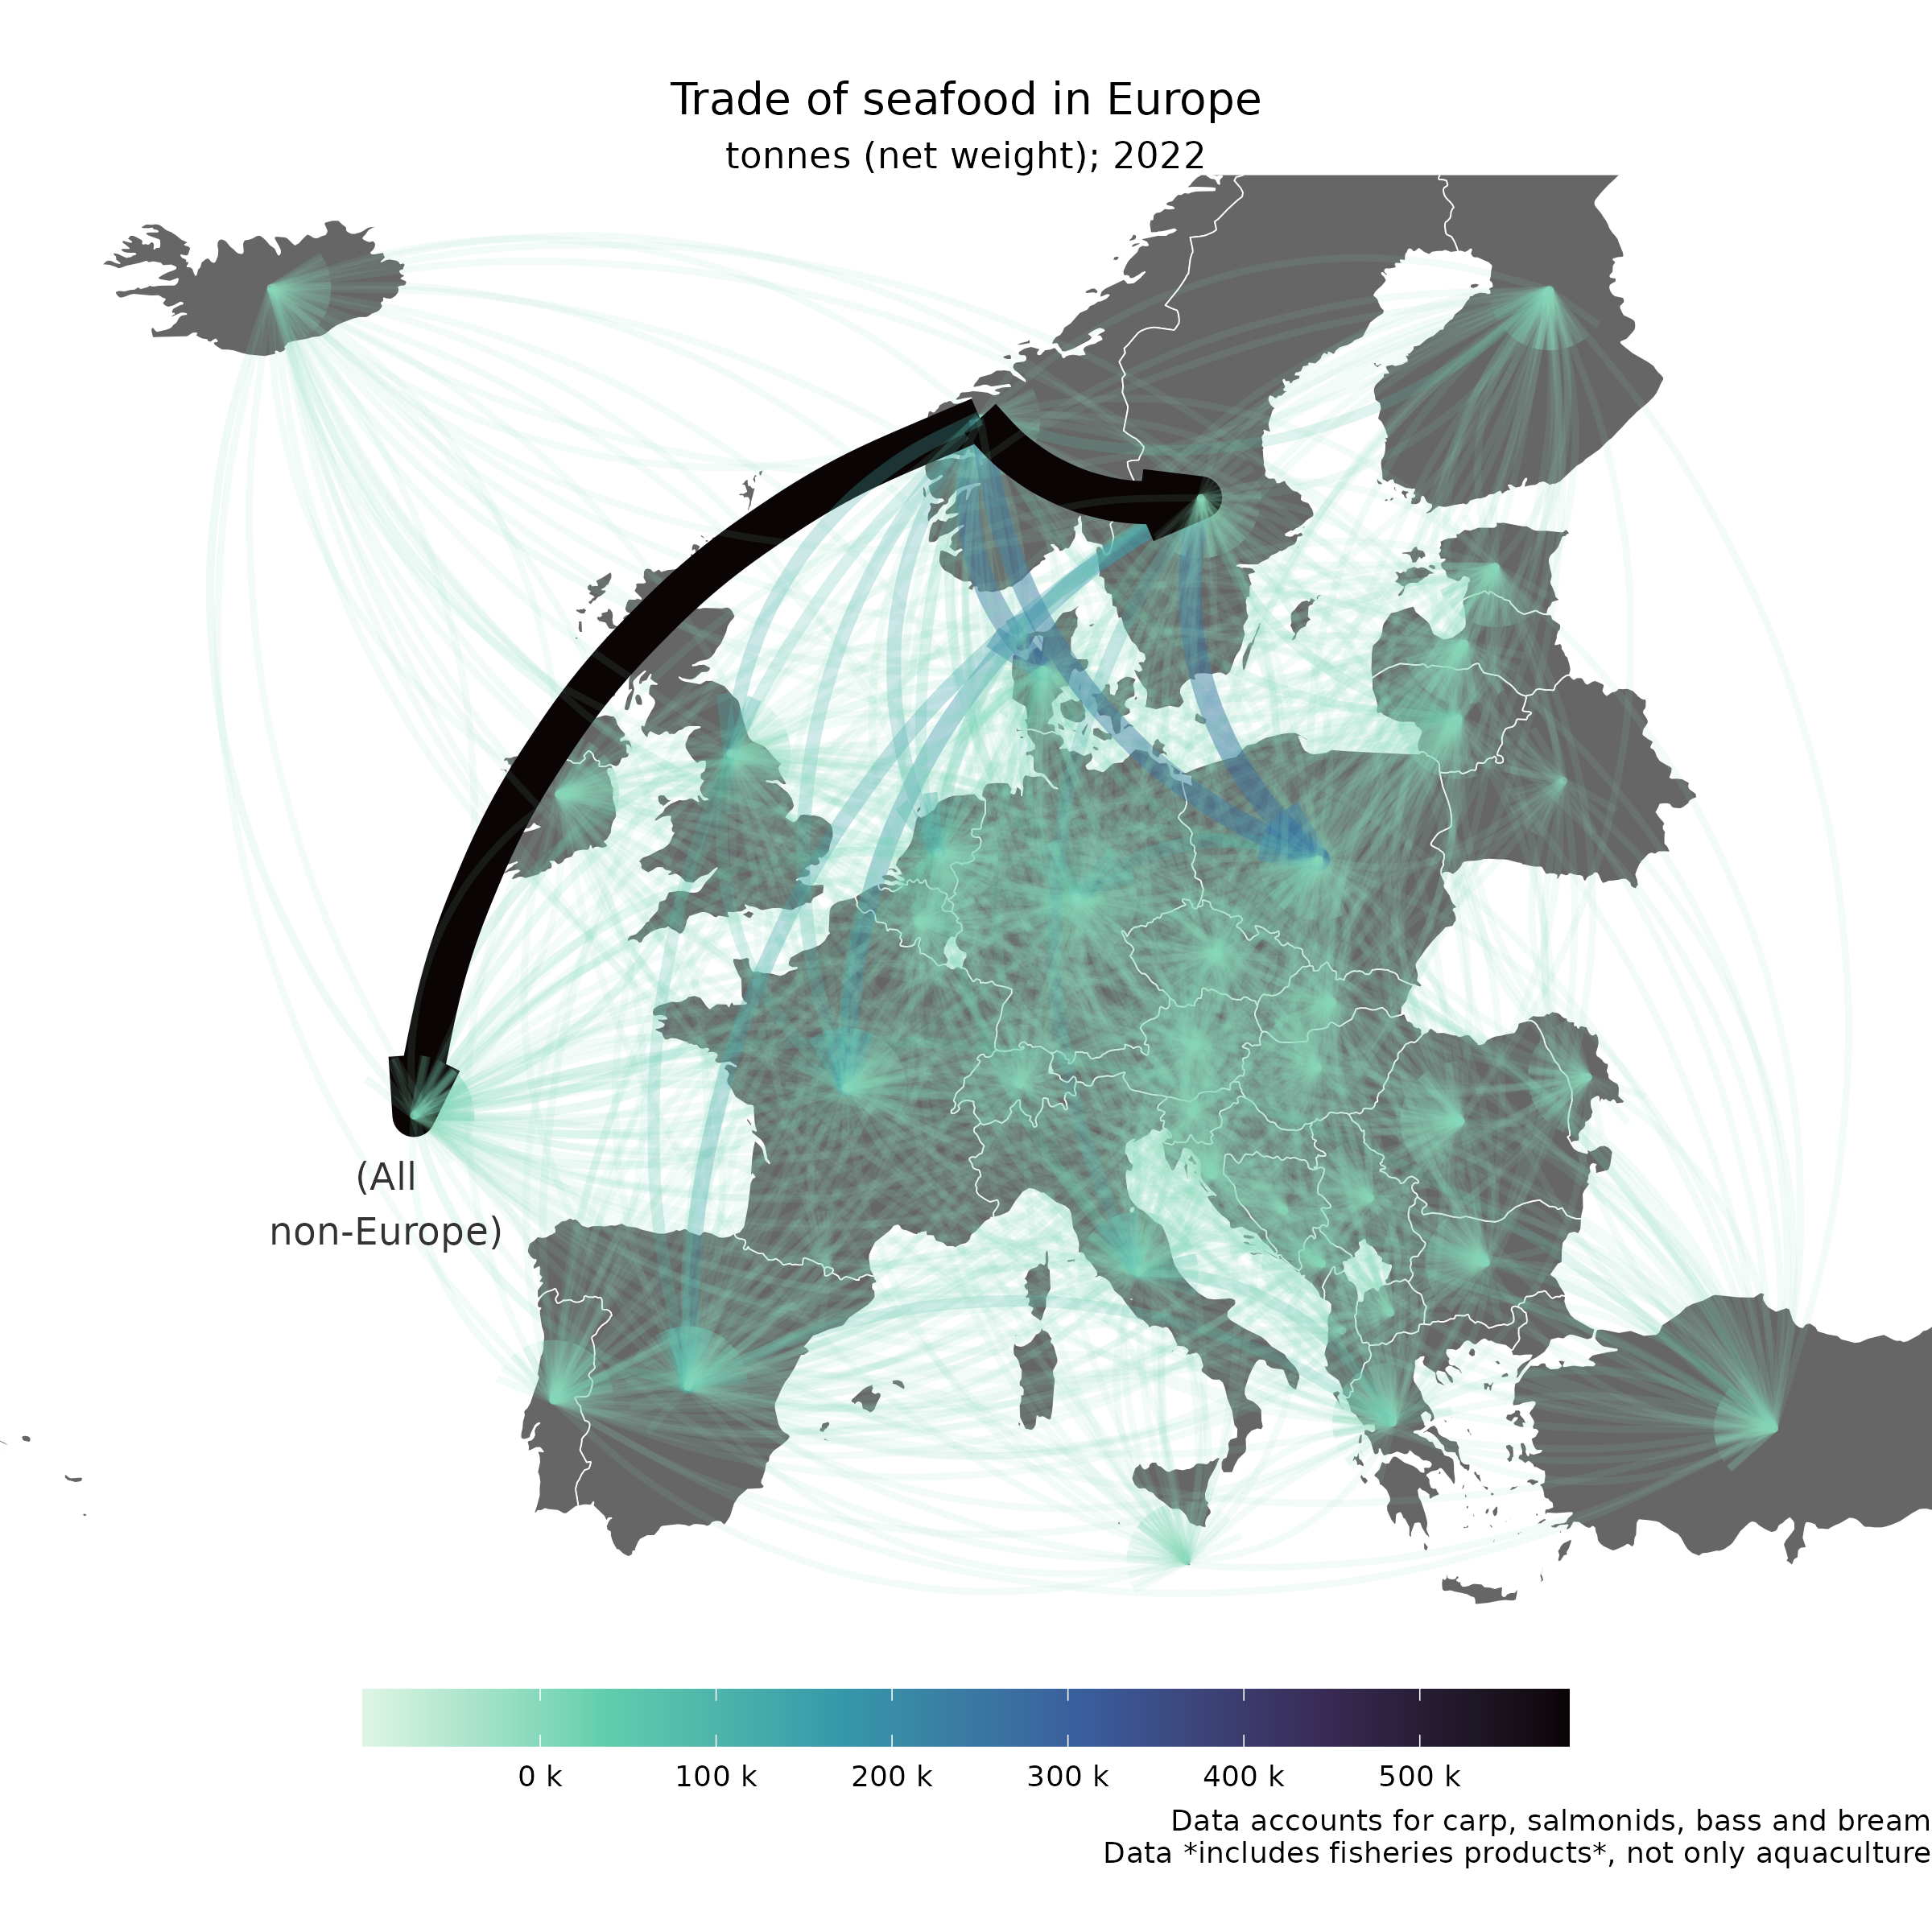 Trade of seafood in Europe
tonnes (net weight); 2022
(All
non-Europe)
0 k 100 k 200 k 300 k 400 k 500 k
Data accounts for carp, salmonids, bass and bream
Data *includes fisheries products*, not only aquaculture